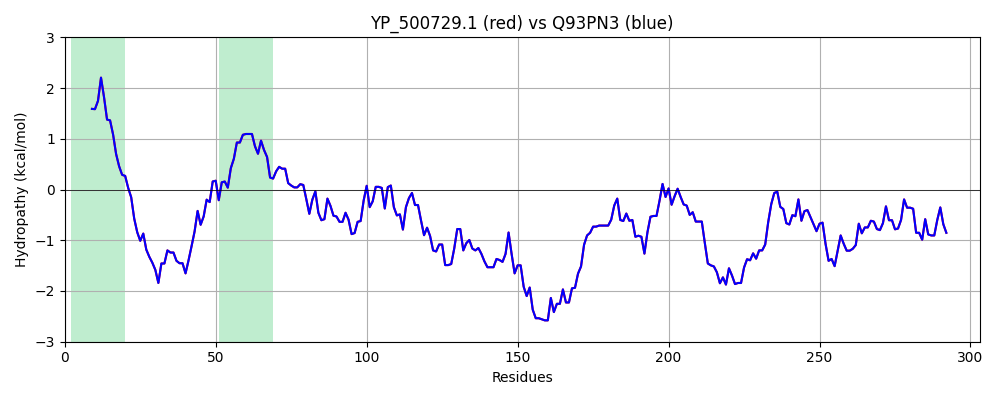 YP_500729.1 (red) vs Q93PN3 (blue)
Hydropathy (kcal/mol)
3
2
1
0
−1
−2
−3
0 50 100 150 200 250 300
Residues